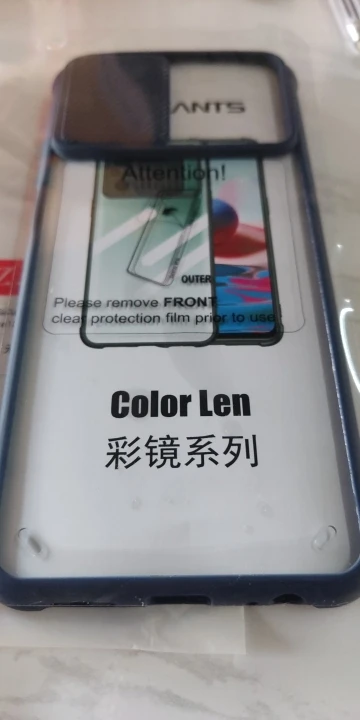 ANTS
Attention!
OUTER
Please remove FRONT
clear protection film prior to use
Color Len
彩镜系列